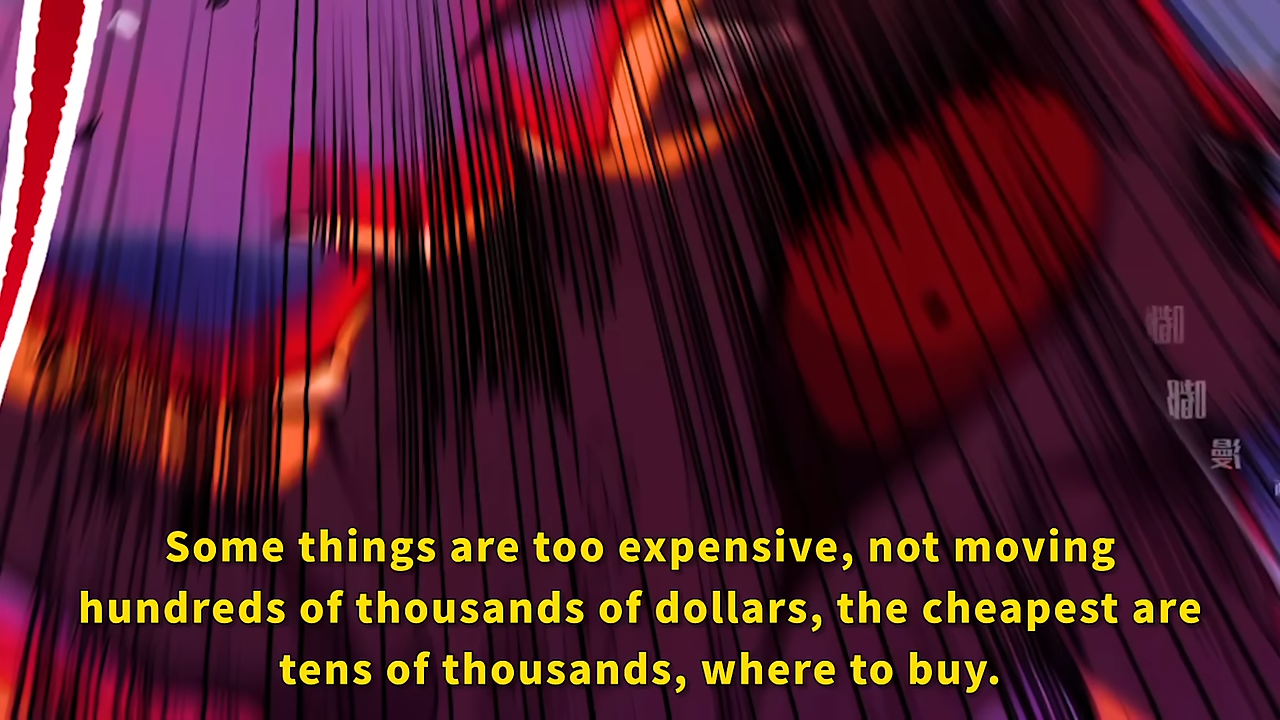 Some things are too expensive, not moving
hundreds of thousands of dollars, the cheapest are
tens of thousands, where to buy.